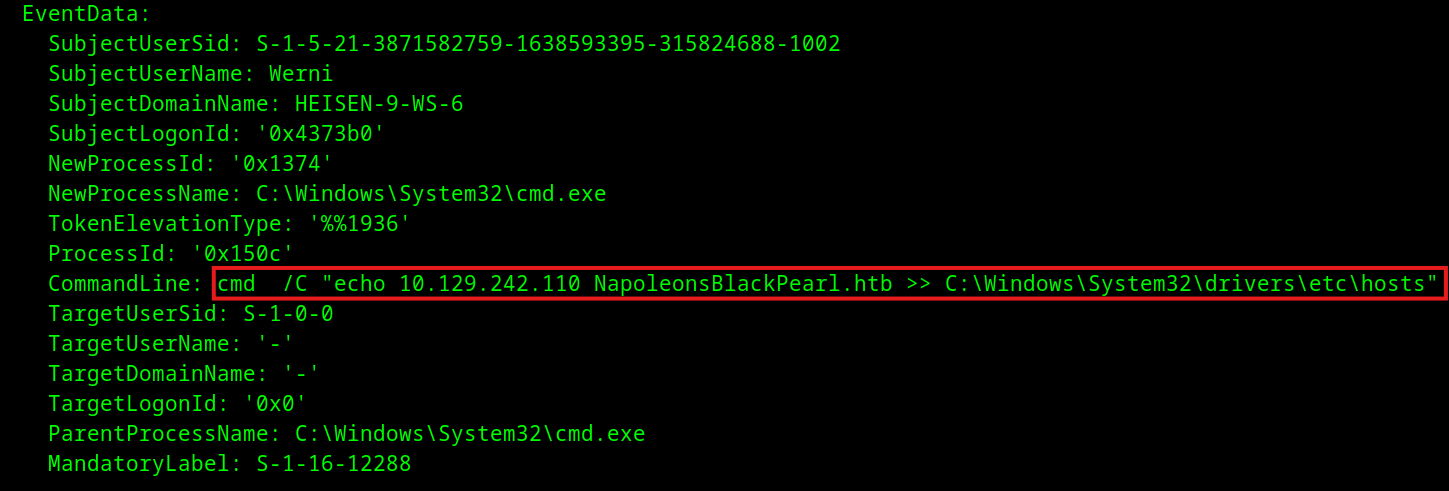 EventData:
SubjectUserSid: S-1-5-21-3871582759-1638593395-315824688-1002
SubjectUserName: Werni
SubjectDomainName: HEISEN-9-WS-6
SubjectLogonId: '0x4373b0'
NewProcessId: '0x1374'
NewProcessName: C:\Windows\System32\cmd.exe
TokenElevationType: '%%1936'
ProcessId: '0x150c'
CommandLine: cmd  /C "echo 10.129.242.110 NapoleonsBlackPearl.htb >> C:\Windows\System32\drivers\etc\hosts"
TargetUserSid: S-1-0-0
TargetUserName: '-'
TargetDomainName: '-'
TargetLogonId: '0x0'
ParentProcessName: C:\Windows\System32\cmd.exe
MandatoryLabel: S-1-16-12288